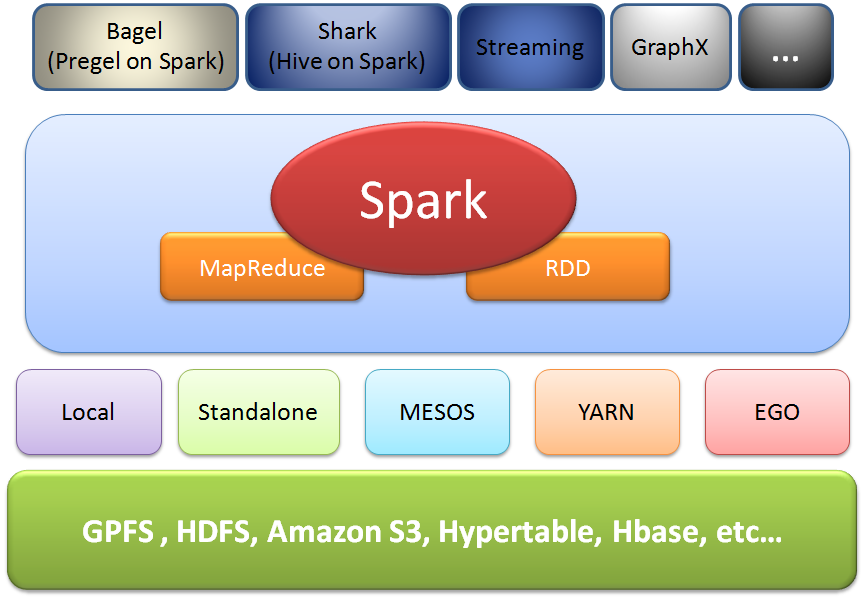 Bagel
(Pregel on Spark)
Shark
(Hive on Spark)
Streaming
GraphX
...
Spark
MapReduce
RDD
Local
Standalone
MESOS
YARN
EGO
GPFS , HDFS, Amazon S3, Hypertable, Hbase, etc...